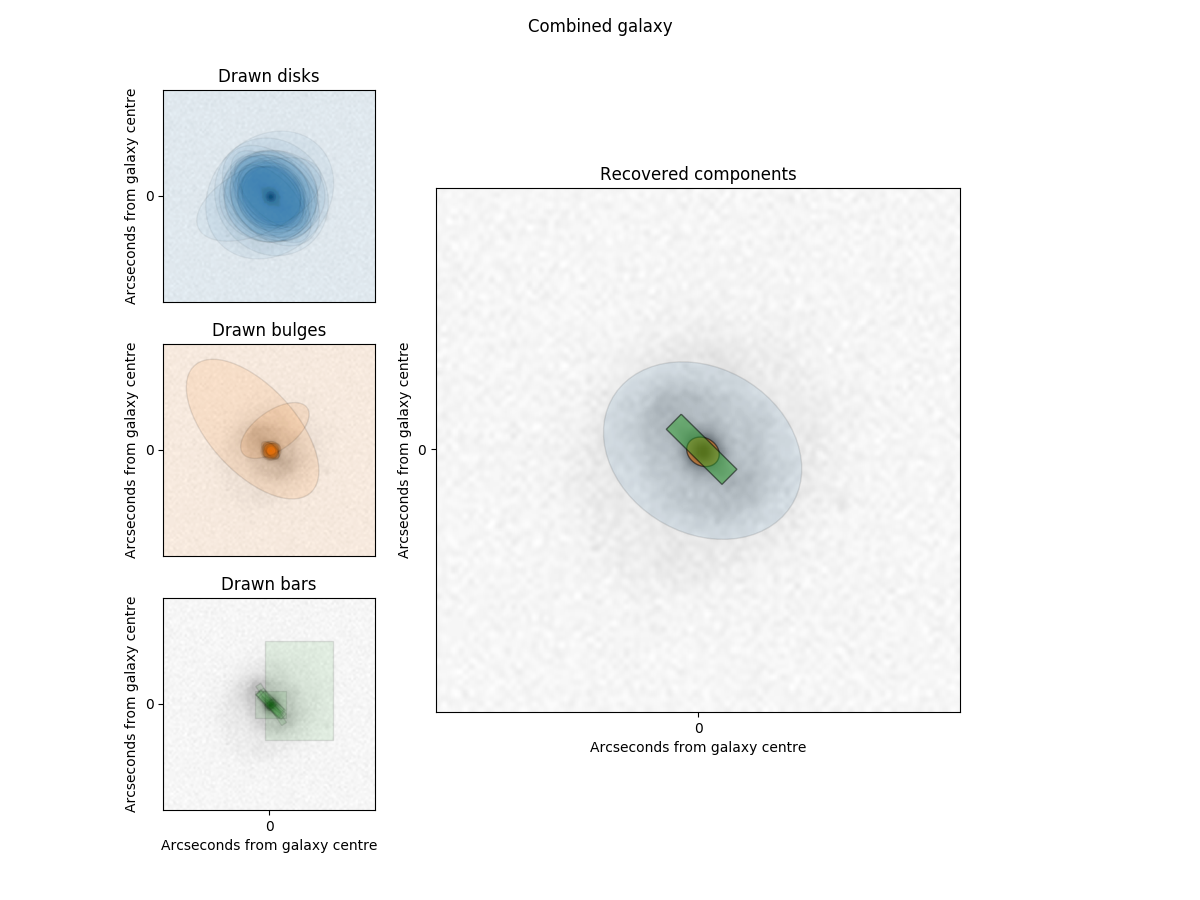 Combined galaxy
Drawn disks
Arcseconds from galaxy centre
0
Drawn bulges
Arcseconds from galaxy centre
0
Drawn bars
Arcseconds from galaxy centre
0
0
Arcseconds from galaxy centre
Recovered components
Arcseconds from galaxy centre
0
0
Arcseconds from galaxy centre